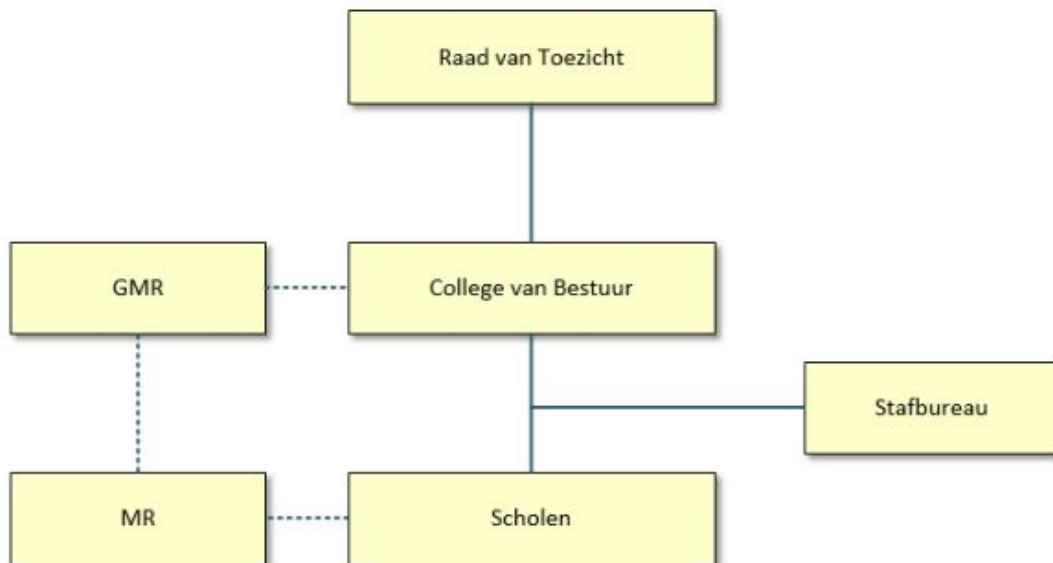 Raad van Toezicht
GMR
College van Bestuur
Stafbureau
MR
Scholen